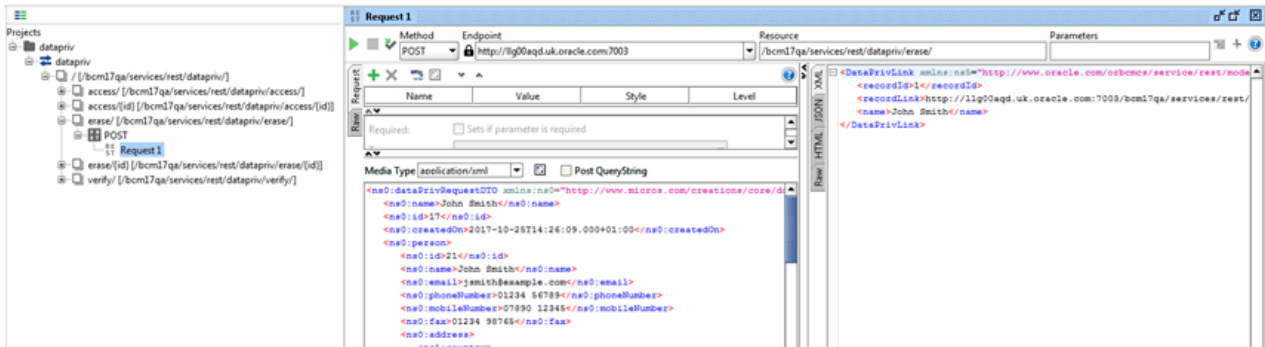 Projects
datapriv
datapriv
/ [/bcm17qa/services/rest/datapriv/]
access/ [/bcm17qa/services/rest/datapriv/access/]
access/{id} [/bcm17qa/services/rest/datapriv/access/{id}]
erase/ [/bcm17qa/services/rest/datapriv/erase/]
POST
REST Request 1
erase/{id} [/bcm17qa/services/rest/datapriv/erase/{id}]
verify/ [/bcm17qa/services/rest/datapriv/verify/]
REST Request 1
Method Endpoint Resource Parameters
POST http://llg00aqd.uk.oracle.com:7003 /bcm17qa/services/rest/datapriv/erase/
Request
Raw
Name Value Style Level
Required: Sets if parameter is required
Media Type application/xml Post QueryString
<ns0:dataPrivRequestDTO xmlns:ns0="http://www.micros.com/creations/core/do
<ns0:name>John Smith</ns0:name>
<ns0:id>17</ns0:id>
<ns0:createdOn>2017-10-25T14:26:09.000+01:00</ns0:createdOn>
<ns0:person>
<ns0:id>21</ns0:id>
<ns0:name>John Smith</ns0:name>
<ns0:email>jsmith@example.com</ns0:email>
<ns0:phoneNumber>01234 56789</ns0:phoneNumber>
<ns0:mobileNumber>07890 12345</ns0:mobileNumber>
<ns0:fax>01234 98765</ns0:fax>
<ns0:address>
XML
JSON
HTML
Raw
<DataPrivLink xmlns:ns5="http://www.oracle.com/orbcmcs/service/rest/mode
<recordId>1</recordId>
<recordLink>http://llg00aqd.uk.oracle.com:7003/bcm17qa/services/rest/
<name>John Smith</name>
</DataPrivLink>